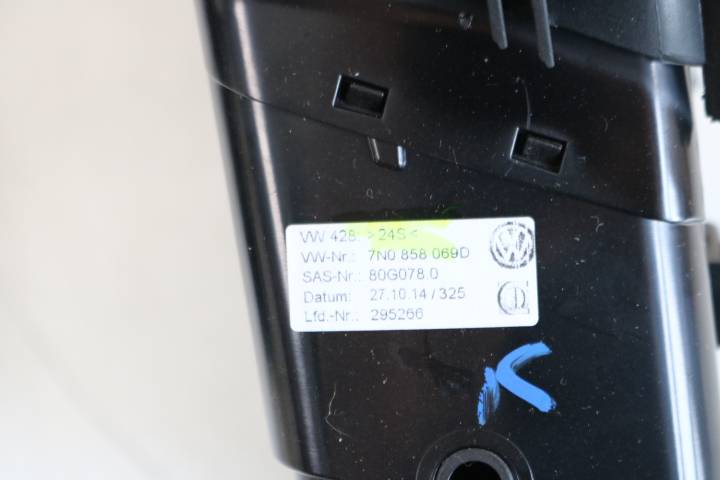 VW 428. >24S<
VW-Nr.: 7N0 858 069D
SAS-Nr.: 80G078.0
Datum: 27.10.14 / 325
Lfd.-Nr.: 295266
K